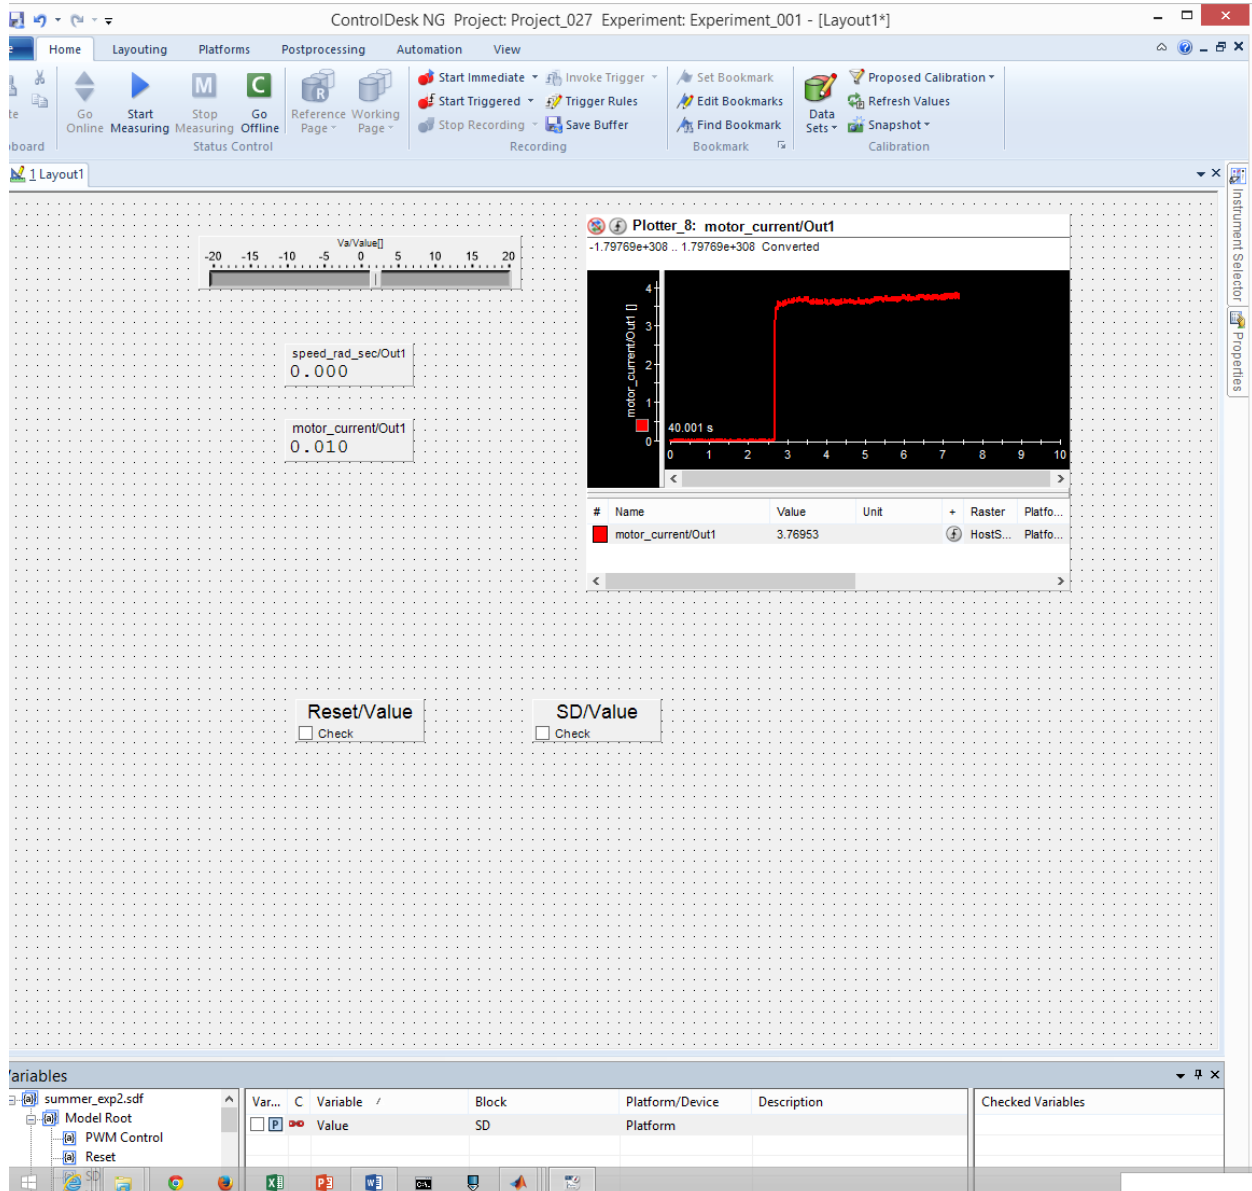 ControlDesk NG Project: Project_027 Experiment: Experiment_001 - [Layout1*]
Home Layouting Platforms Postprocessing Automation View
Go Online
Start Measuring
Stop Measuring
Go Offline
Status Control
Reference Page
Working Page
Start Immediate
Start Triggered
Stop Recording
Invoke Trigger
Trigger Rules
Save Buffer
Recording
Set Bookmark
Edit Bookmarks
Find Bookmark
Bookmark
Data Sets
Proposed Calibration
Refresh Values
Snapshot
Calibration
1 Layout1
Instrument Selector
Properties
Va/Value[]
-20 -15 -10 -5 0 5 10 15 20
speed_rad_sec/Out1
0.000
motor_current/Out1
0.010
Plotter_8: motor_current/Out1
-1.79769e+308 .. 1.79769e+308 Converted
motor_current/Out1 []
4
3
2
1
0
40.001 s
0 1 2 3 4 5 6 7 8 9 10
# Name Value Unit + Raster Platfo...
motor_current/Out1 3.76953 HostS... Platfo...
Reset/Value
Check
SD/Value
Check
ariables
summer_exp2.sdf
Model Root
PWM Control
Reset
SD
Var... C Variable Block Platform/Device Description
P Value SD Platform
Checked Variables